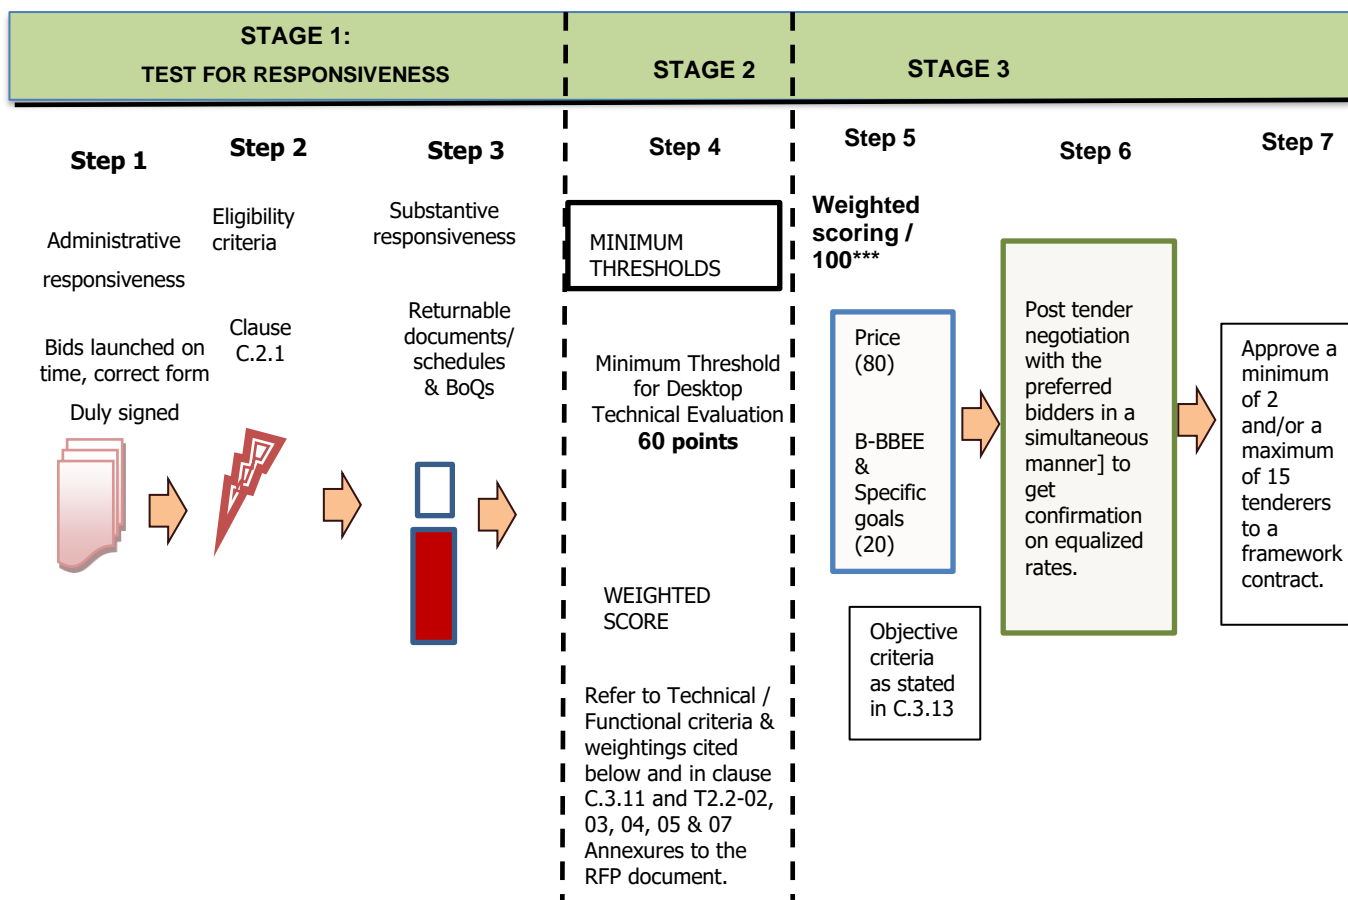 STAGE 1:
TEST FOR RESPONSIVENESS
STAGE 2
STAGE 3
Step 1
Administrative
responsiveness
Bids launched on
time, correct form
Duly signed
Step 2
Eligibility
criteria
Clause
C.2.1
Step 3
Substantive
responsiveness
Returnable
documents/
schedules
& BoQs
Step 4
MINIMUM
THRESHOLDS
Minimum Threshold
for Desktop
Technical Evaluation
60 points
WEIGHTED
SCORE
Refer to Technical /
Functional criteria &
weightings cited
below and in clause
C.3.11 and T2.2-02,
03, 04, 05 & 07
Annexures to the
RFP document.
Step 5
Weighted
scoring /
100***
Price
(80)
B-BBEE
&
Specific
goals
(20)
Objective
criteria
as stated
in C.3.13
Step 6
Post tender
negotiation
with the
preferred
bidders in a
simultaneous
manner] to
get
confirmation
on equalized
rates.
Step 7
Approve a
minimum
of 2
and/or a
maximum
of 15
tenderers
to a
framework
contract.